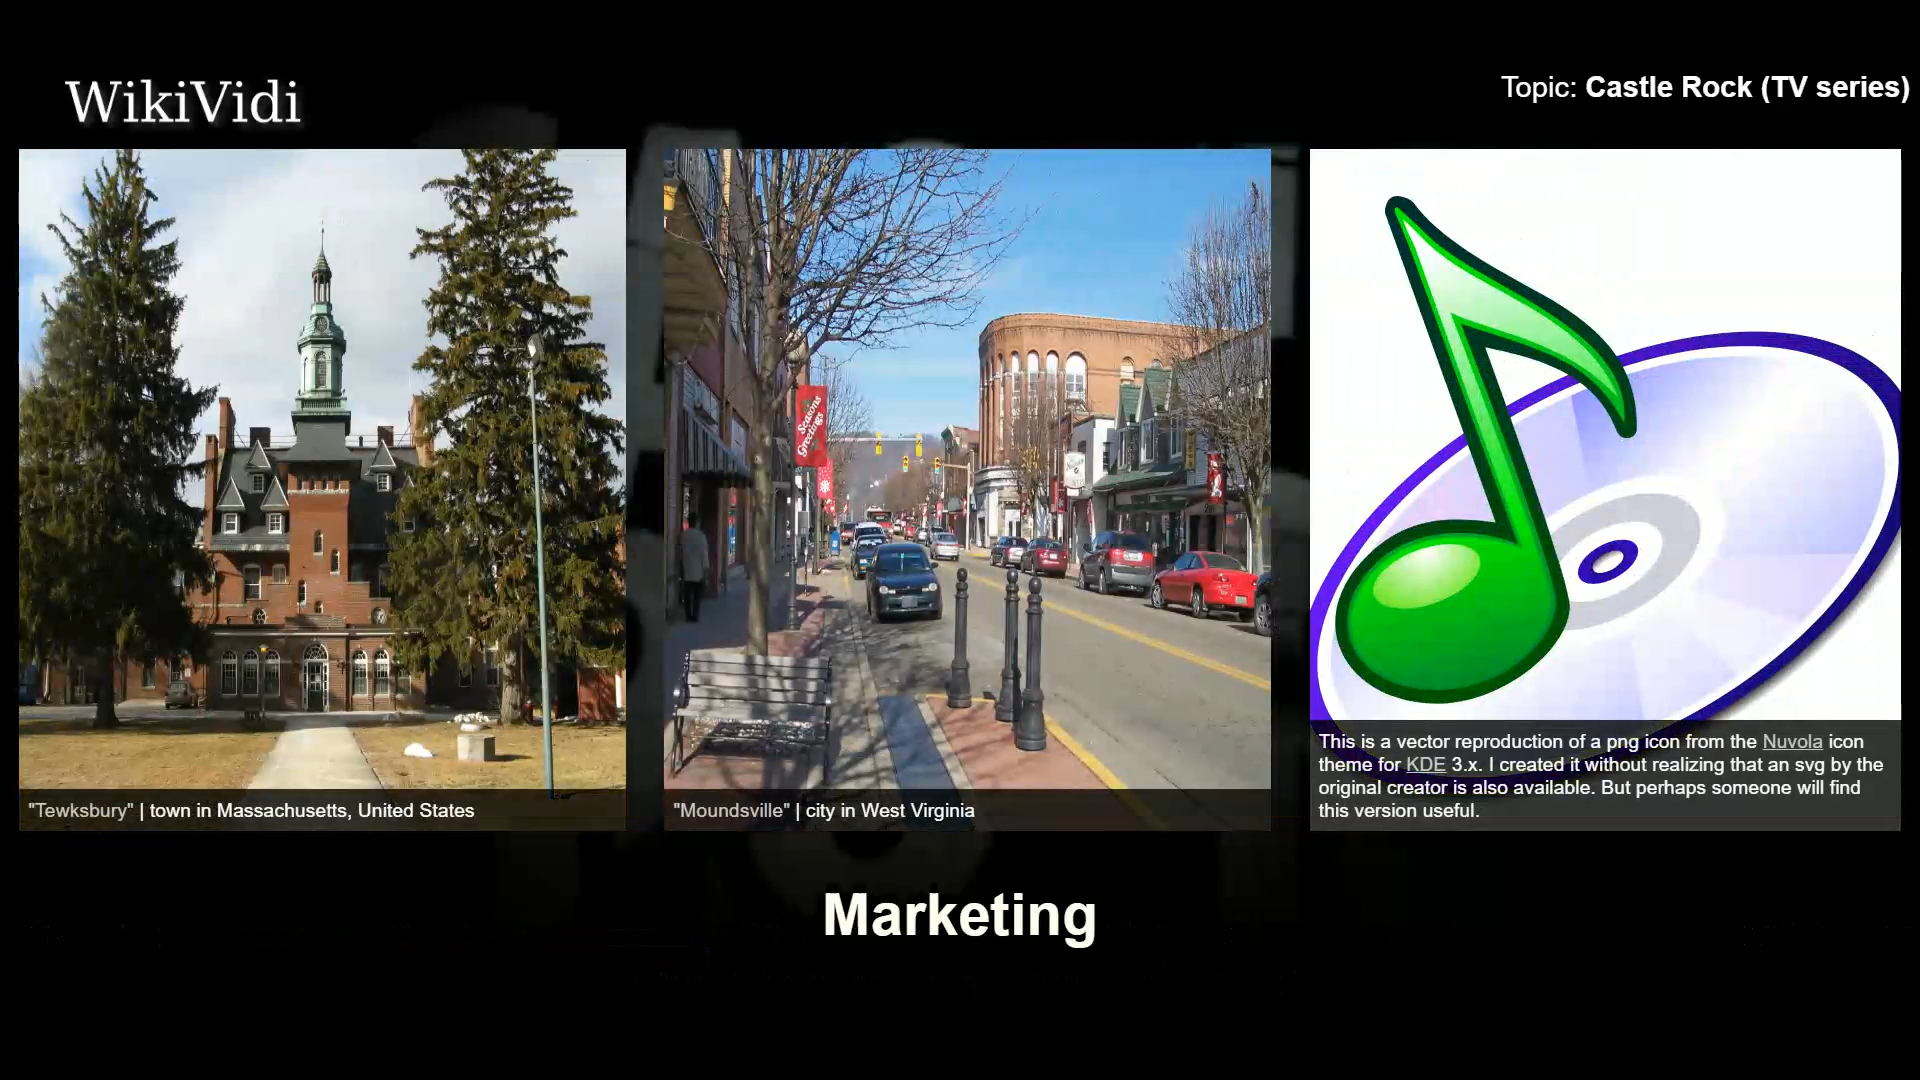 WikiVidi
Topic: Castle Rock (TV series)
Seasons
Greetings
"Tewksbury" | town in Massachusetts, United States
"Moundsville" | city in West Virginia
This is a vector reproduction of a png icon from the Nuvola icon
theme for KDE 3.x. I created it without realizing that an svg by the
original creator is also available. But perhaps someone will find
this version useful.
Marketing